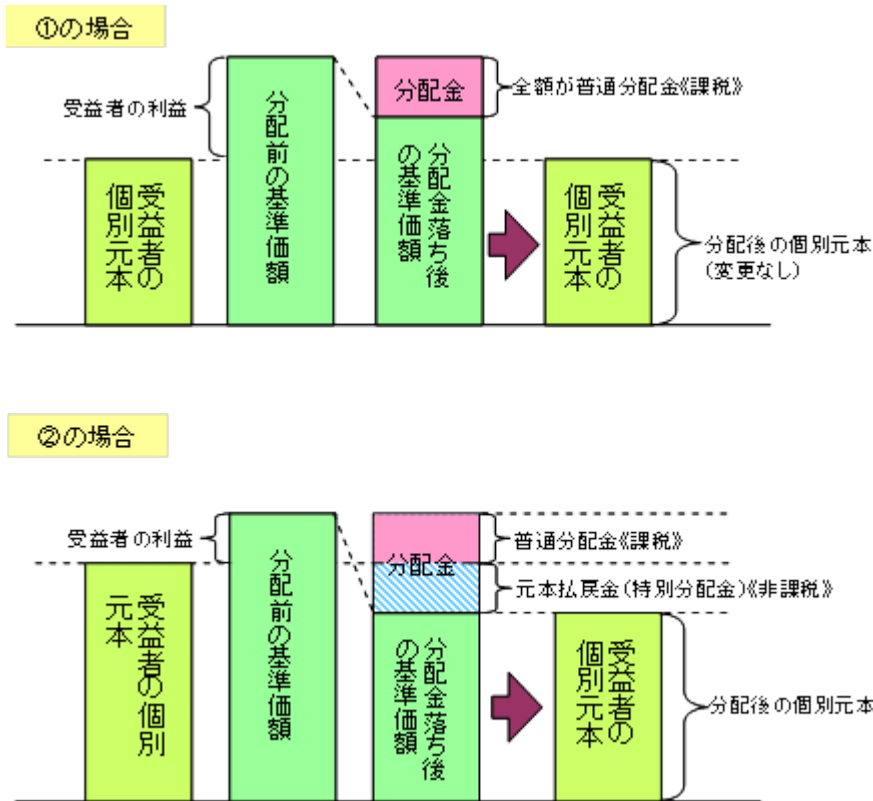 ①の場合
受益者の利益
分配金
全額が普通分配金《課税》
受益者の
個別元本
分配前の基準価額
分配金落ち後
の基準価額
受益者の
個別元本
分配後の個別元本
(変更なし)
②の場合
受益者の利益
普通分配金《課税》
分配金
元本払戻金(特別分配金)《非課税》
受益者の個別
元本
分配前の基準価額
分配金落ち後
の基準価額
受益者の
個別元本
分配後の個別元本